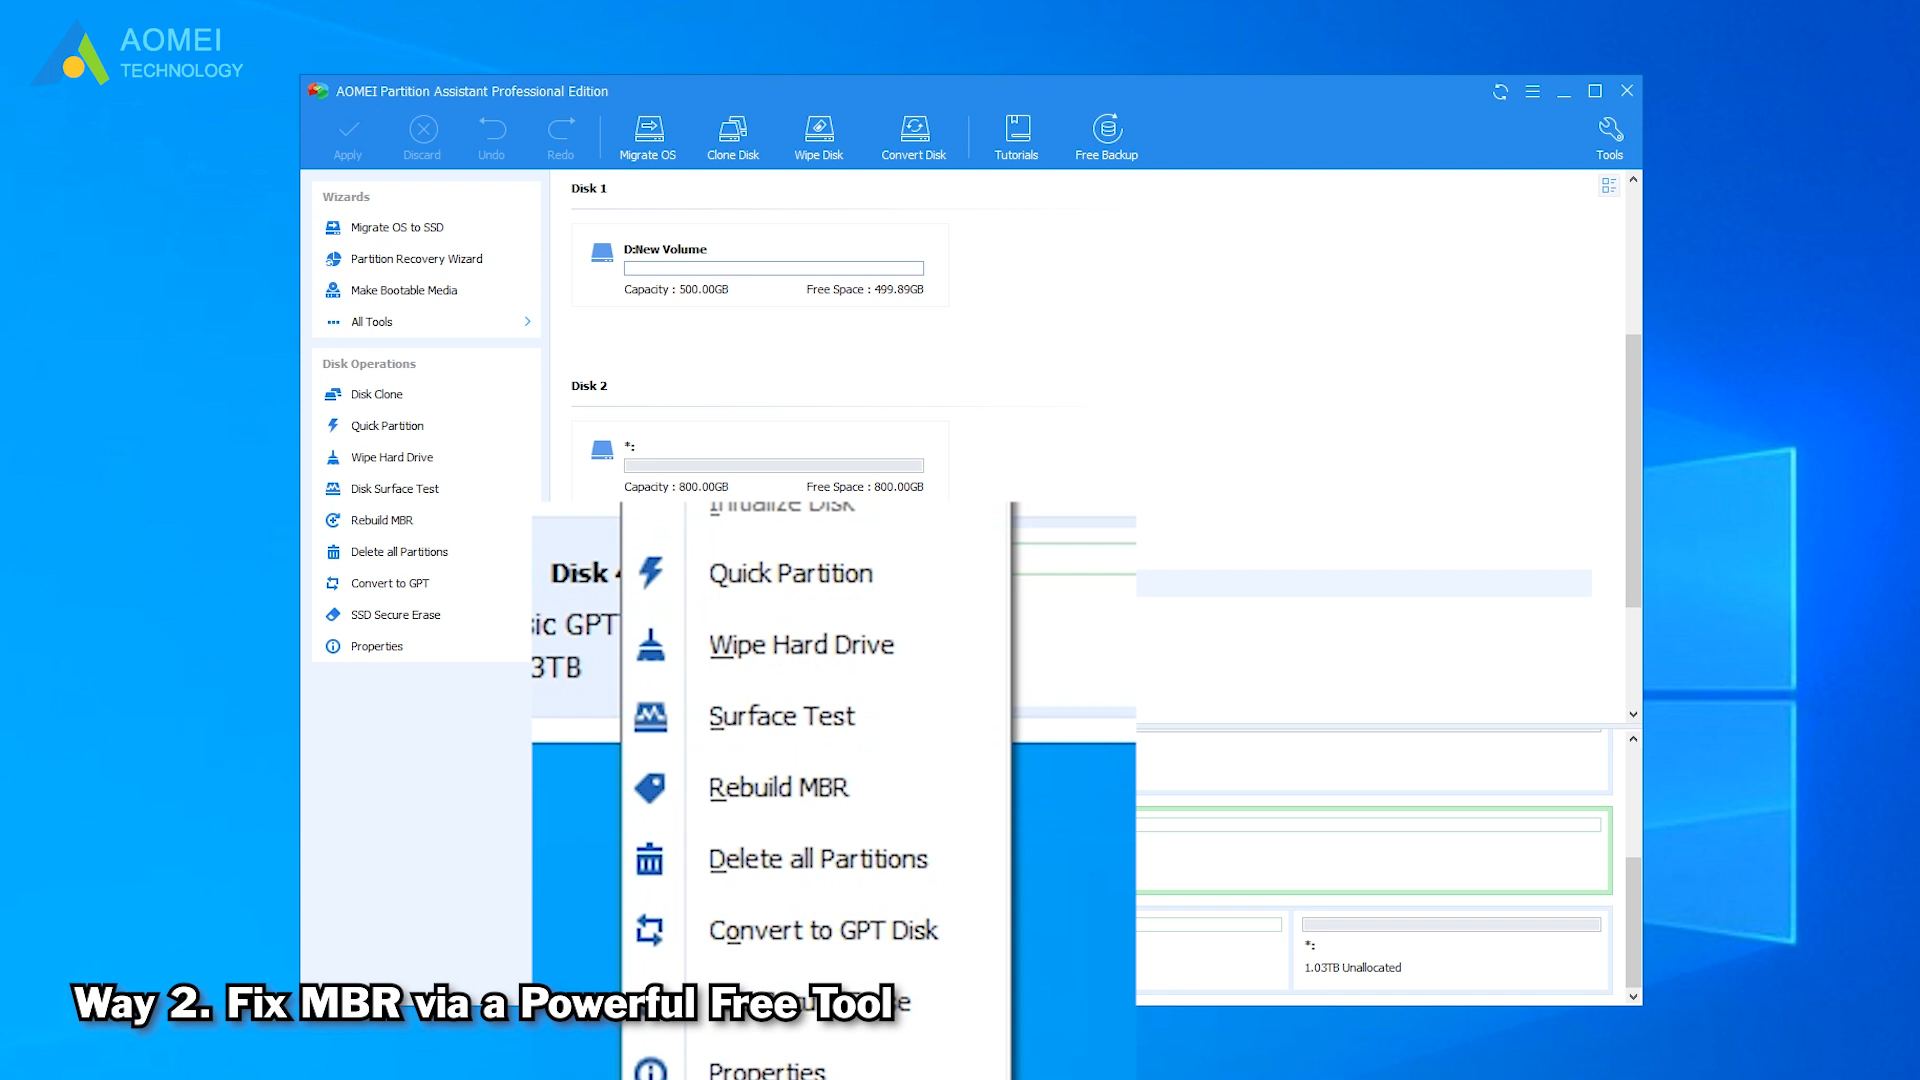 AOMEI
TECHNOLOGY
AOMEI Partition Assistant Professional Edition
Apply
Discard
Undo
Redo
Migrate OS
Clone Disk
Wipe Disk
Convert Disk
Tutorials
Free Backup
Tools
Wizards
Migrate OS to SSD
Partition Recovery Wizard
Make Bootable Media
All Tools
Disk Operations
Disk Clone
Quick Partition
Wipe Hard Drive
Disk Surface Test
Rebuild MBR
Delete all Partitions
Convert to GPT
SSD Secure Erase
Properties
Disk 1
D:New Volume
Capacity : 500.00GB Free Space : 499.89GB
Disk 2
*:
Capacity : 800.00GB Free Space : 800.00GB
Disk
GPT
3TB
Initialize Disk
Quick Partition
Wipe Hard Drive
Surface Test
Rebuild MBR
Delete all Partitions
Convert to GPT Disk
Properties
*:
1.03TB Unallocated
Way 2. Fix MBR via a Powerful Free Tool